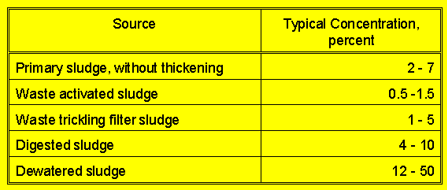 Source Typical Concentration,
percent
Primary sludge, without thickening 2 - 7
Waste activated sludge 0.5 -1.5
Waste trickling filter sludge 1 - 5
Digested sludge 4 - 10
Dewatered sludge 12 - 50